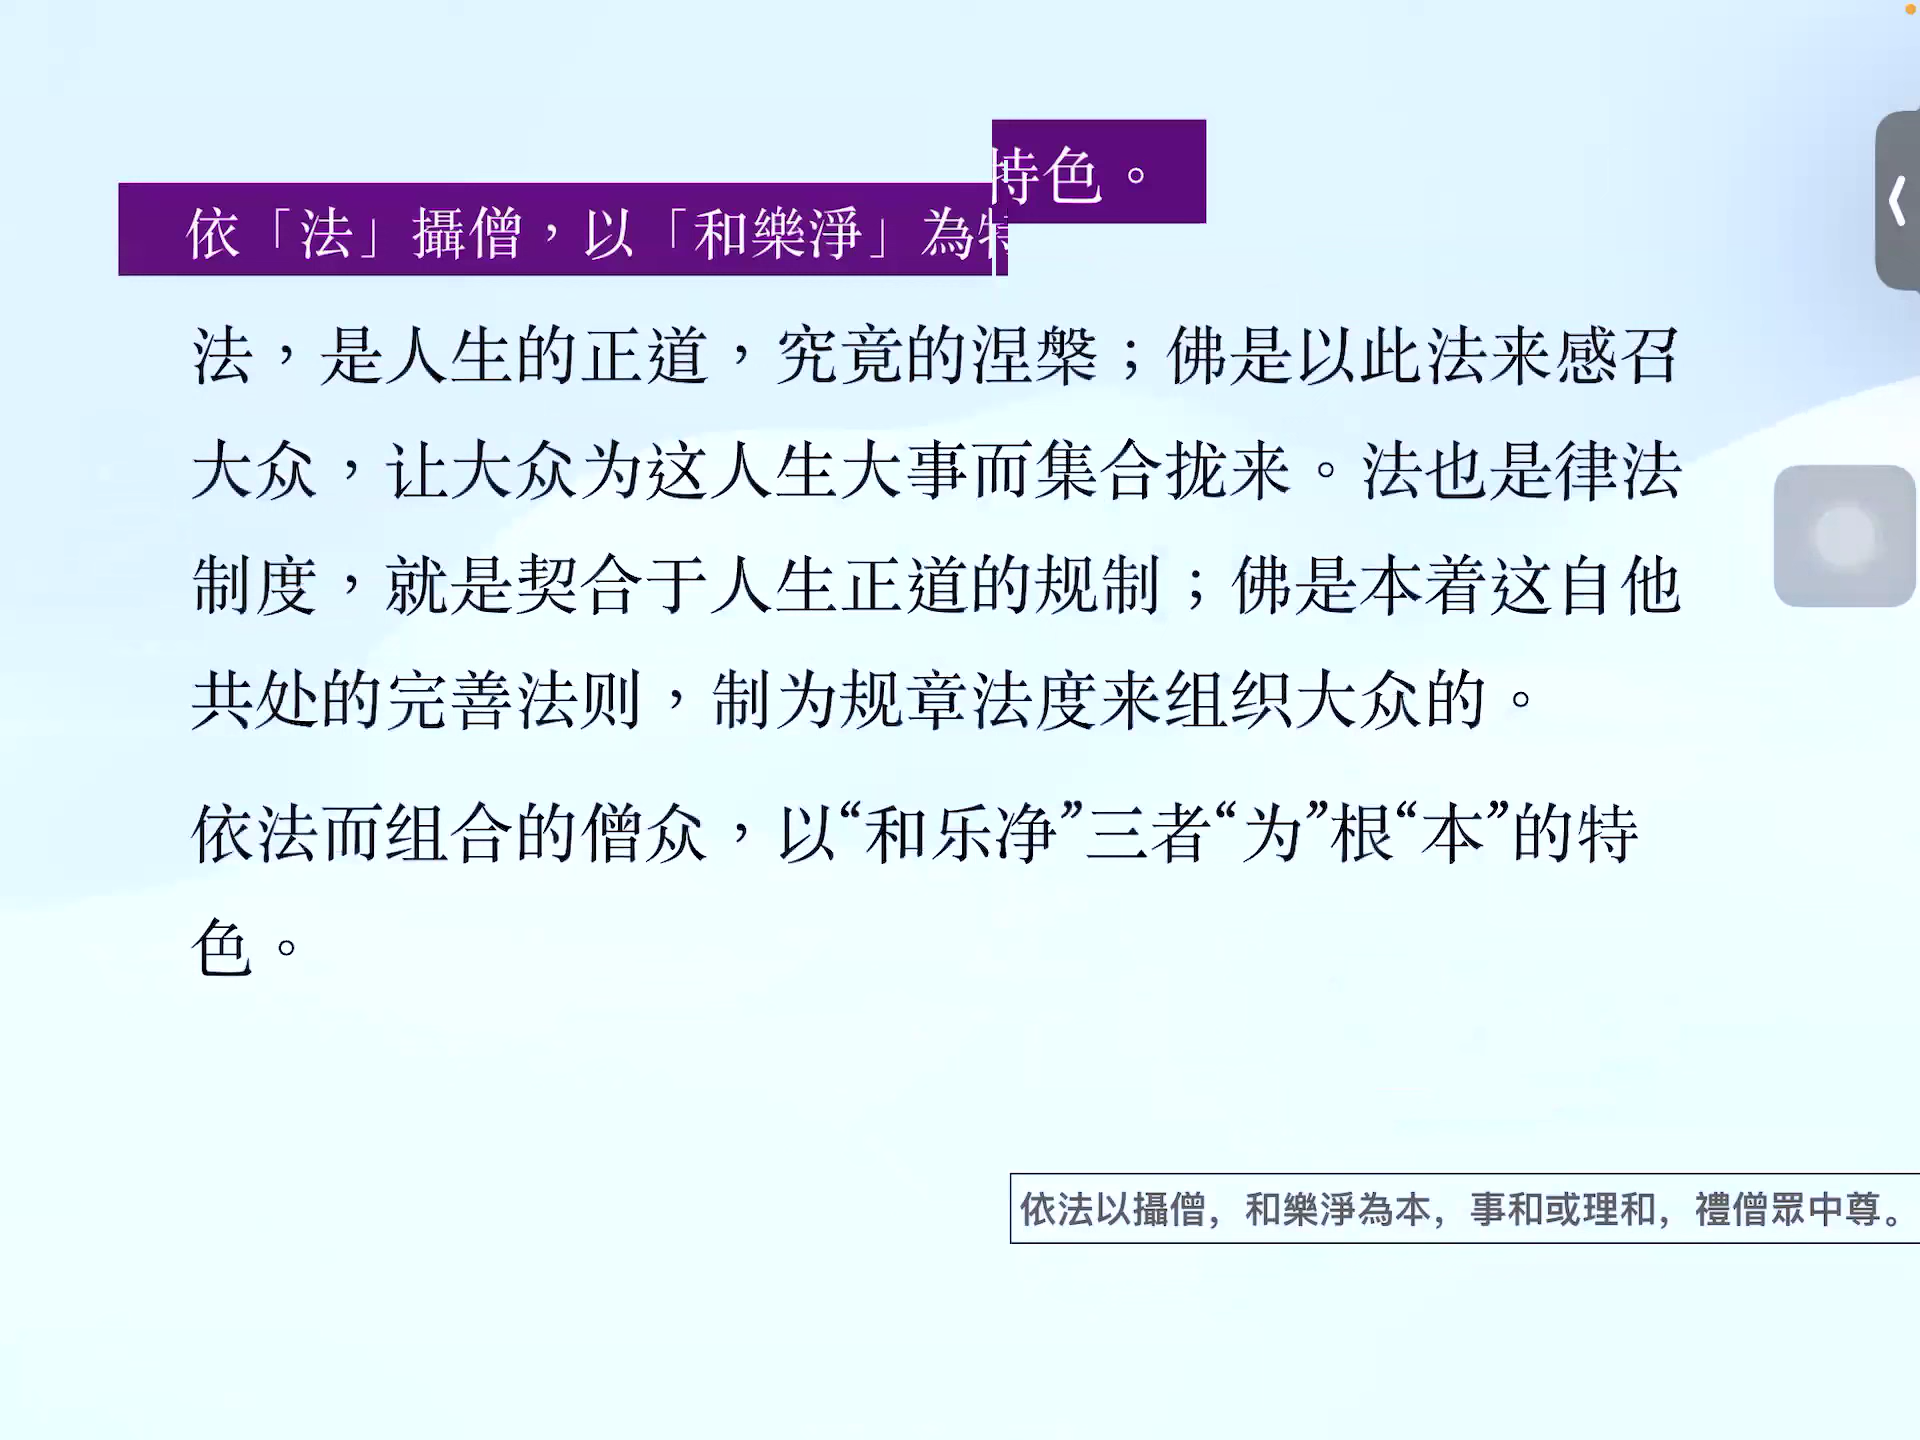 依「法」攝僧，以「和樂淨」為特
特色。
法，是人生的正道，究竟的涅槃；佛是以此法来感召
大众，让大众为这人生大事而集合拢来。法也是律法
制度，就是契合于人生正道的规制；佛是本着这自他
共处的完善法则，制为规章法度来组织大众的。
依法而组合的僧众，以“和乐净”三者“为”根“本”的特
色。
依法以攝僧，和樂淨為本，事和或理和，禮僧眾中尊。